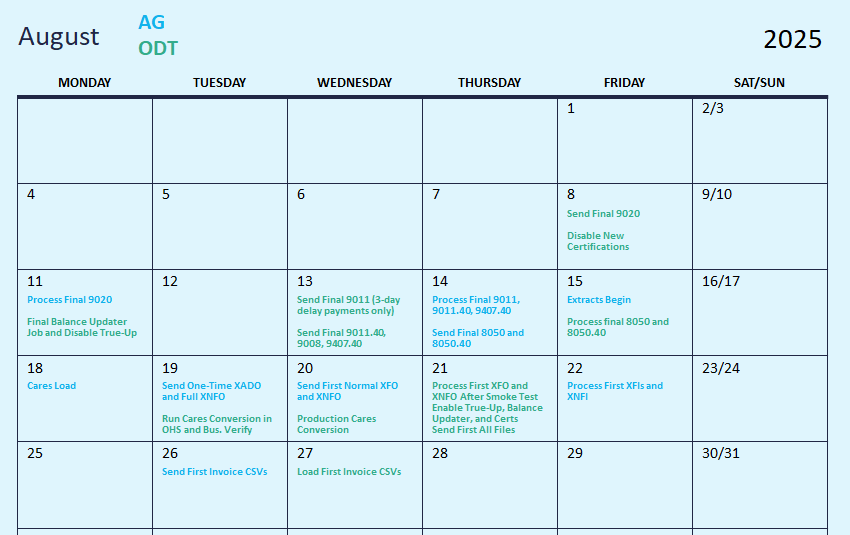 August
AG
ODT
2025
MONDAY
TUESDAY
WEDNESDAY
THURSDAY
FRIDAY
SAT/SUN
1
2/3
4
5
6
7
8
Send Final 9020
Disable New
Certifications
9/10
11
Process Final 9020
Final Balance Updater
Job and Disable True-Up
12
13
Send Final 9011 (3-day
delay payments only)
Send Final 9011.40,
9008, 9407.40
14
Process Final 9011,
9011.40, 9407.40
Send Final 8050 and
8050.40
15
Extracts Begin
Process final 8050 and
8050.40
16/17
18
Cares Load
19
Send One-Time XADO
and Full XNFO
Run Cares Conversion in
OHS and Bus. Verify
20
Send First Normal XFO
and XNFO
Production Cares
Conversion
21
Process First XFO and
XNFO After Smoke Test
Enable True-Up, Balance
Updater, and Certs
Send First All Files
22
Process First XFIs and
XNFI
23/24
25
26
Send First Invoice CSVs
27
Load First Invoice CSVs
28
29
30/31